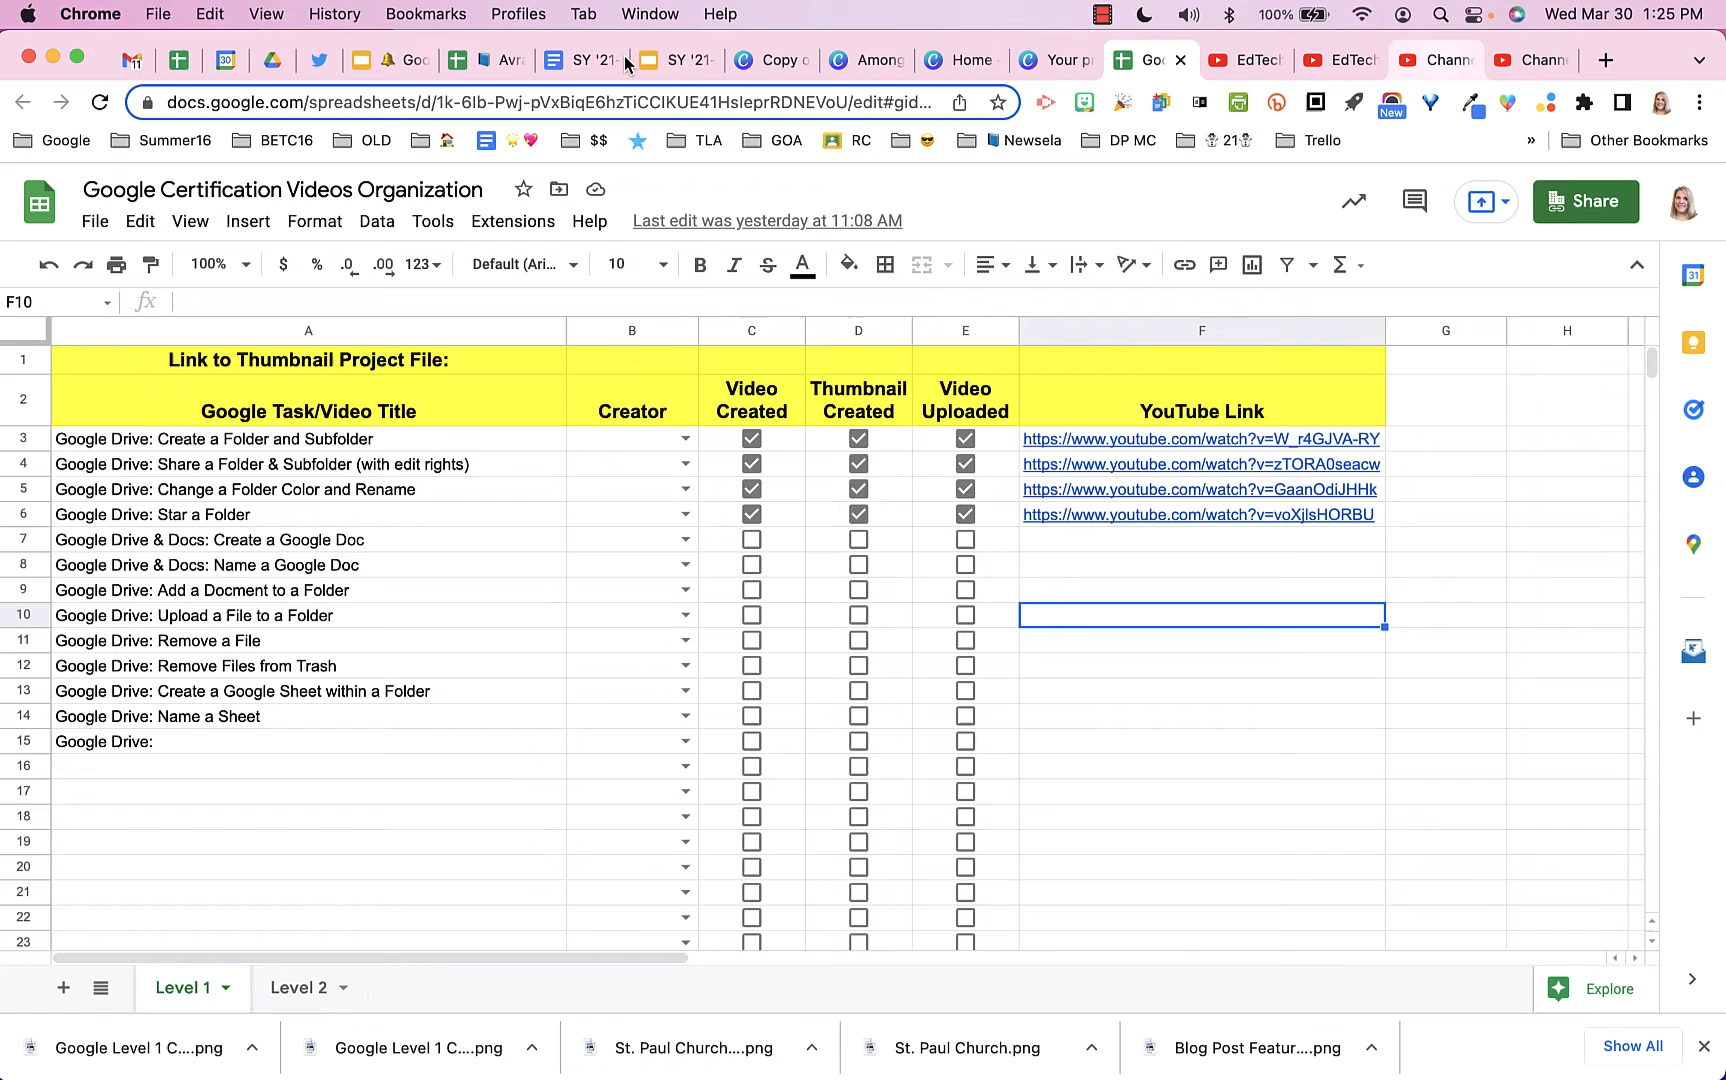 Chrome File Edit View History Bookmarks Profiles Tab Window Help 100% Wed Mar 30 1:25 PM
11 30 Goo Avra SY '21- SY '21- Copy o Among Home Your pr Goo EdTech EdTech Channe Channe
docs.google.com/spreadsheets/d/1k-6Ib-Pwj-pVxBiqE6hzTiCCIKUE41HsleprRDNEVoU/edit#gid... New
Google Summer16 BETC16 OLD $$ TLA GOA RC Newsela DP MC 21 Trello » Other Bookmarks
Google Certification Videos Organization
File Edit View Insert Format Data Tools Extensions Help Last edit was yesterday at 11:08 AM Share
100% $ % .0 .00 123 Default (Ari... 10 B I S A 31
F10 fx
A B C D E F G H
1 Link to Thumbnail Project File:
2 Google Task/Video Title Creator Video Created Thumbnail Created Video Uploaded YouTube Link
3 Google Drive: Create a Folder and Subfolder https://www.youtube.com/watch?v=W_r4GJVA-RY
4 Google Drive: Share a Folder & Subfolder (with edit rights) https://www.youtube.com/watch?v=zTORA0seacw
5 Google Drive: Change a Folder Color and Rename https://www.youtube.com/watch?v=GaanOdiJHHk
6 Google Drive: Star a Folder https://www.youtube.com/watch?v=voXjlsHORBU
7 Google Drive & Docs: Create a Google Doc
8 Google Drive & Docs: Name a Google Doc
9 Google Drive: Add a Docment to a Folder
10 Google Drive: Upload a File to a Folder
11 Google Drive: Remove a File
12 Google Drive: Remove Files from Trash
13 Google Drive: Create a Google Sheet within a Folder
14 Google Drive: Name a Sheet
15 Google Drive:
16
17
18
19
20
21
22
23
Level 1 Level 2 Explore
Google Level 1 C....png Google Level 1 C....png St. Paul Church....png St. Paul Church.png Blog Post Featur....png Show All